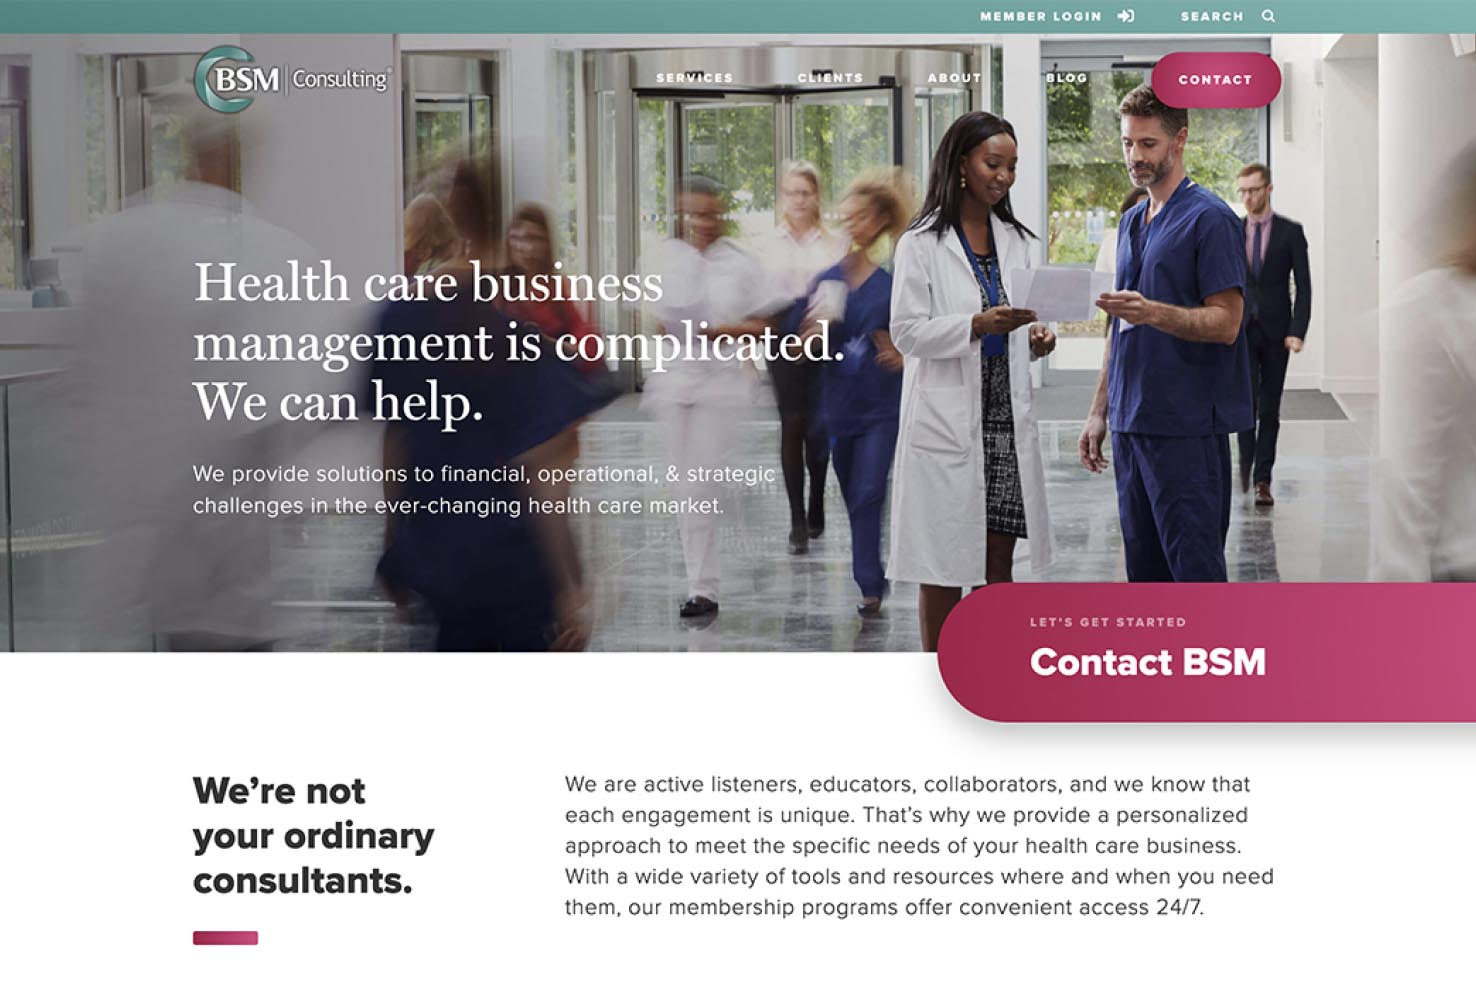 MEMBER LOGIN
SEARCH
BSM Consulting
SERVICES
CLIENTS
ABOUT
BLOG
CONTACT
Health care business
management is complicated.
We can help.
We provide solutions to financial, operational, & strategic
challenges in the ever-changing health care market.
LET'S GET STARTED
Contact BSM
We’re not
your ordinary
consultants.
We are active listeners, educators, collaborators, and we know that
each engagement is unique. That’s why we provide a personalized
approach to meet the specific needs of your health care business.
With a wide variety of tools and resources where and when you need
them, our membership programs offer convenient access 24/7.